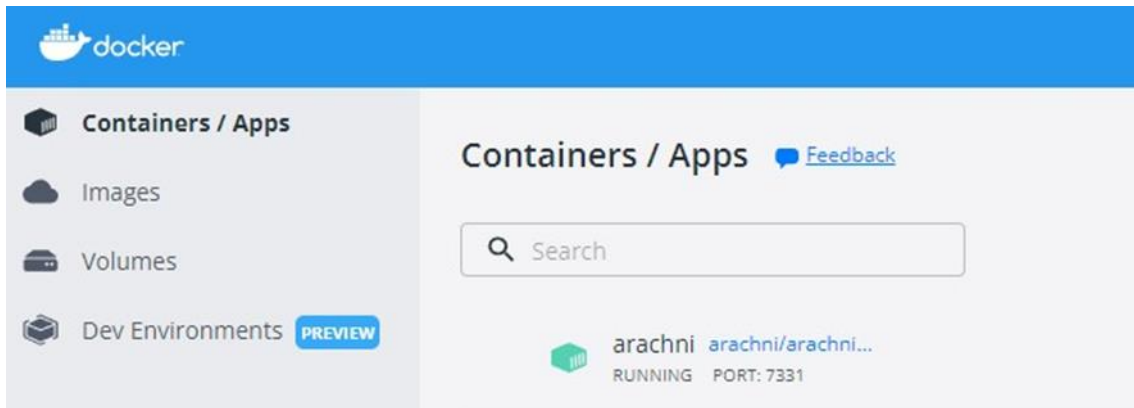 docker
Containers / Apps
Images
Volumes
Dev Environments PREVIEW
Containers / Apps Feedback
Search
arachni arachni/arachni...
RUNNING PORT: 7331